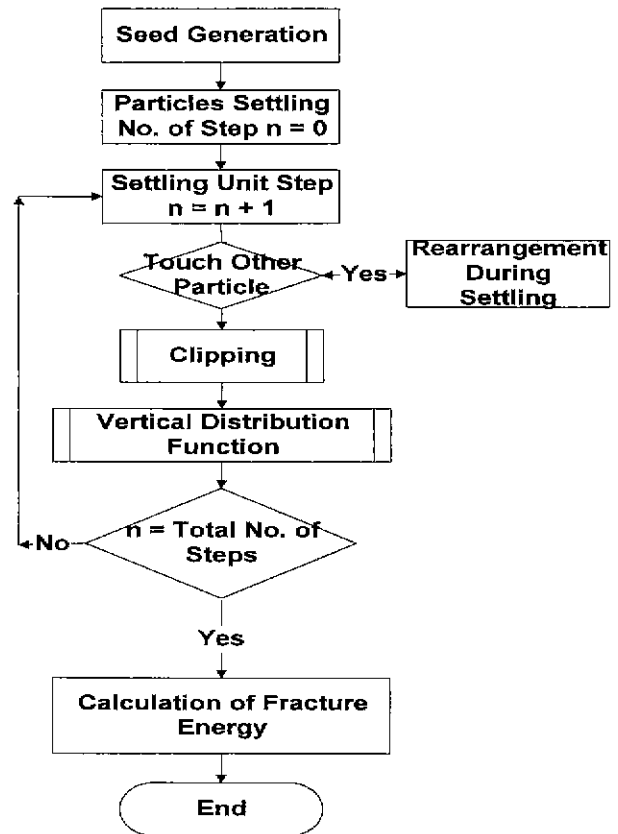 Seed Generation
Particles Settling
No. of Step n = 0
Settling Unit Step
n = n + 1
Touch Other
Particle
Yes
Rearrangement
During
Settling
Clipping
Vertical Distribution
Function
n = Total No. of
Steps
No
Yes
Calculation of Fracture
Energy
End